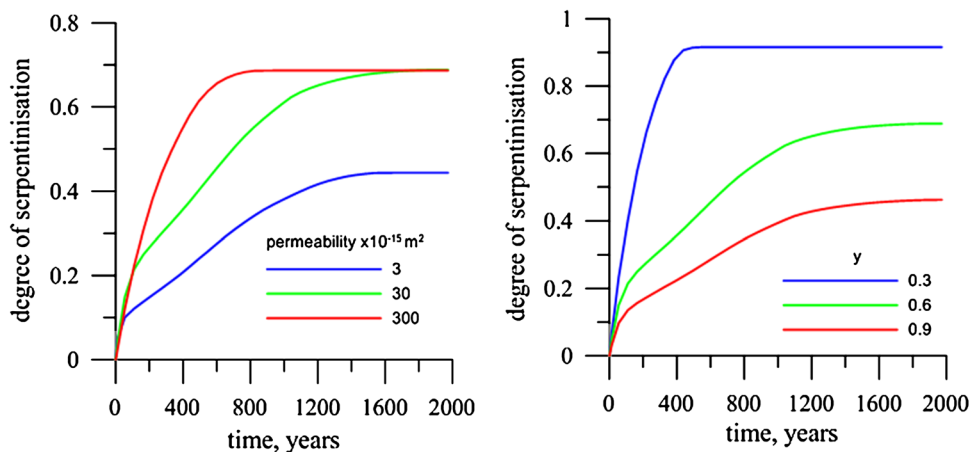 0.8
0.6
0.4
0.2
0
degree of serpentinisation
permeability x10⁻¹⁵ m²
3
30
300
0 400 800 1200 1600 2000
time, years
1
0.8
0.6
0.4
0.2
0
degree of serpentinisation
y
0.3
0.6
0.9
0 400 800 1200 1600 2000
time, years